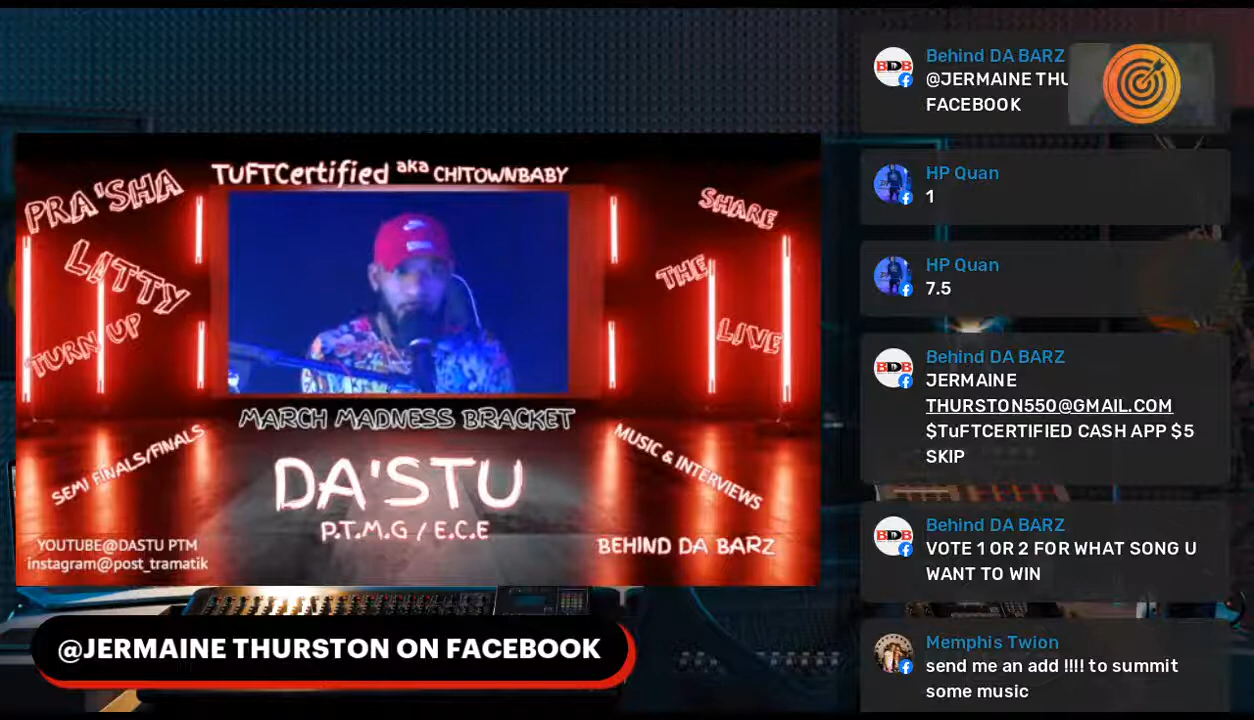 TuFTCertified aka CHITOWNBABY
PRA'SHA
LITTY
TURN UP
SHARE
THE
LIVE
MARCH MADNESS BRACKET
SEMI FINALS/FINALS
DA'STU
P.T.M.G / E.C.E
MUSIC & INTERVIEWS
YOUTUBE@DASTU PTM
instagram@post_tramatik
BEHIND DA BARZ
@JERMAINE THURSTON ON FACEBOOK
Behind DA BARZ
BDB
@JERMAINE THU
FACEBOOK
HP Quan
1
HP Quan
7.5
Behind DA BARZ
BDB
JERMAINE
THURSTON550@GMAIL.COM
$TuFTCERTIFIED CASH APP $5
SKIP
Behind DA BARZ
BDB
VOTE 1 OR 2 FOR WHAT SONG U
WANT TO WIN
Memphis Twion
send me an add !!!! to summit
some music